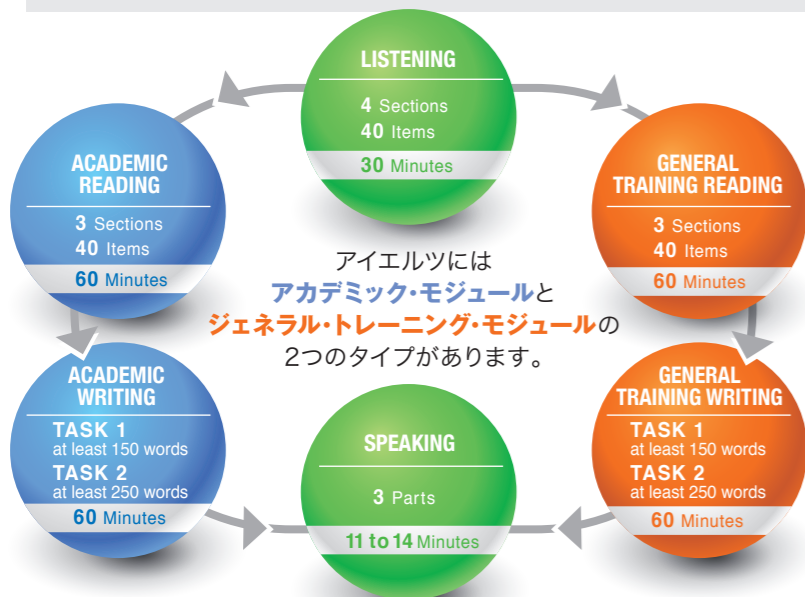 LISTENING
4 Sections
40 Items
30 Minutes
ACADEMIC
READING
3 Sections
40 Items
60 Minutes
GENERAL
TRAINING READING
3 Sections
40 Items
60 Minutes
アイエルツには
アカデミック・モジュールと
ジェネラル・トレーニング・モジュールの
2つのタイプがあります。
ACADEMIC
WRITING
TASK 1
at least 150 words
TASK 2
at least 250 words
60 Minutes
GENERAL
TRAINING WRITING
TASK 1
at least 150 words
TASK 2
at least 250 words
60 Minutes
SPEAKING
3 Parts
11 to 14 Minutes